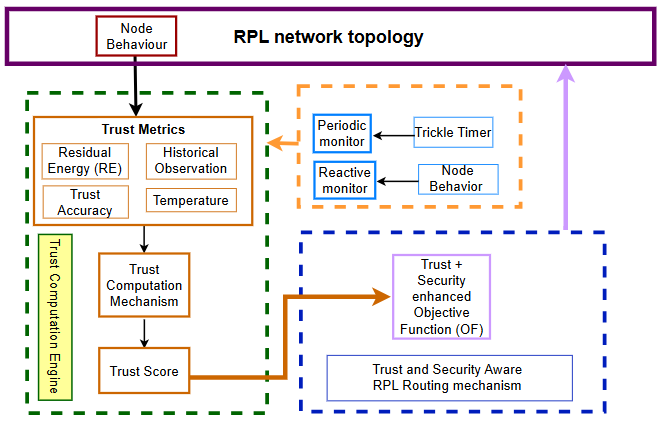 Node
Behaviour
RPL network topology
Trust Metrics
Residual
Energy (RE)
Historical
Observation
Trust
Accuracy
Temperature
Periodic
monitor
Trickle Timer
Reactive
monitor
Node
Behavior
Trust Computation Engine
Trust
Computation
Mechanism
Trust Score
Trust +
Security
enhanced
Objective
Function (OF)
Trust and Security Aware
RPL Routing mechanism